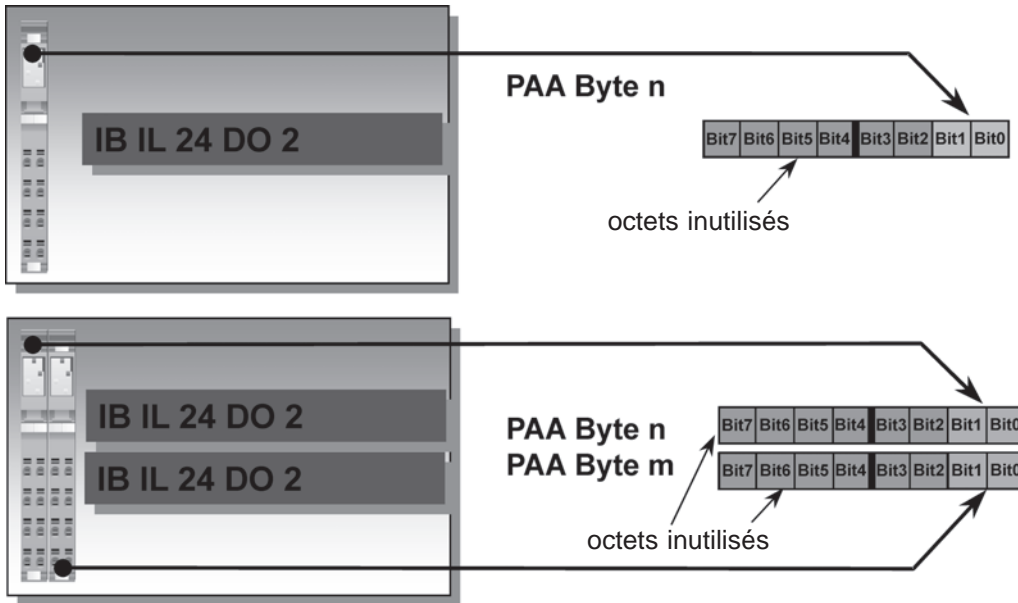 PAA Byte n
IB IL 24 DO 2
Bit7 Bit6 Bit5 Bit4 Bit3 Bit2 Bit1 Bit0
octets inutilisés
IB IL 24 DO 2
PAA Byte n
Bit7 Bit6 Bit5 Bit4 Bit3 Bit2 Bit1 Bit0
IB IL 24 DO 2
PAA Byte m
Bit7 Bit6 Bit5 Bit4 Bit3 Bit2 Bit1 Bit0
octets inutilisés